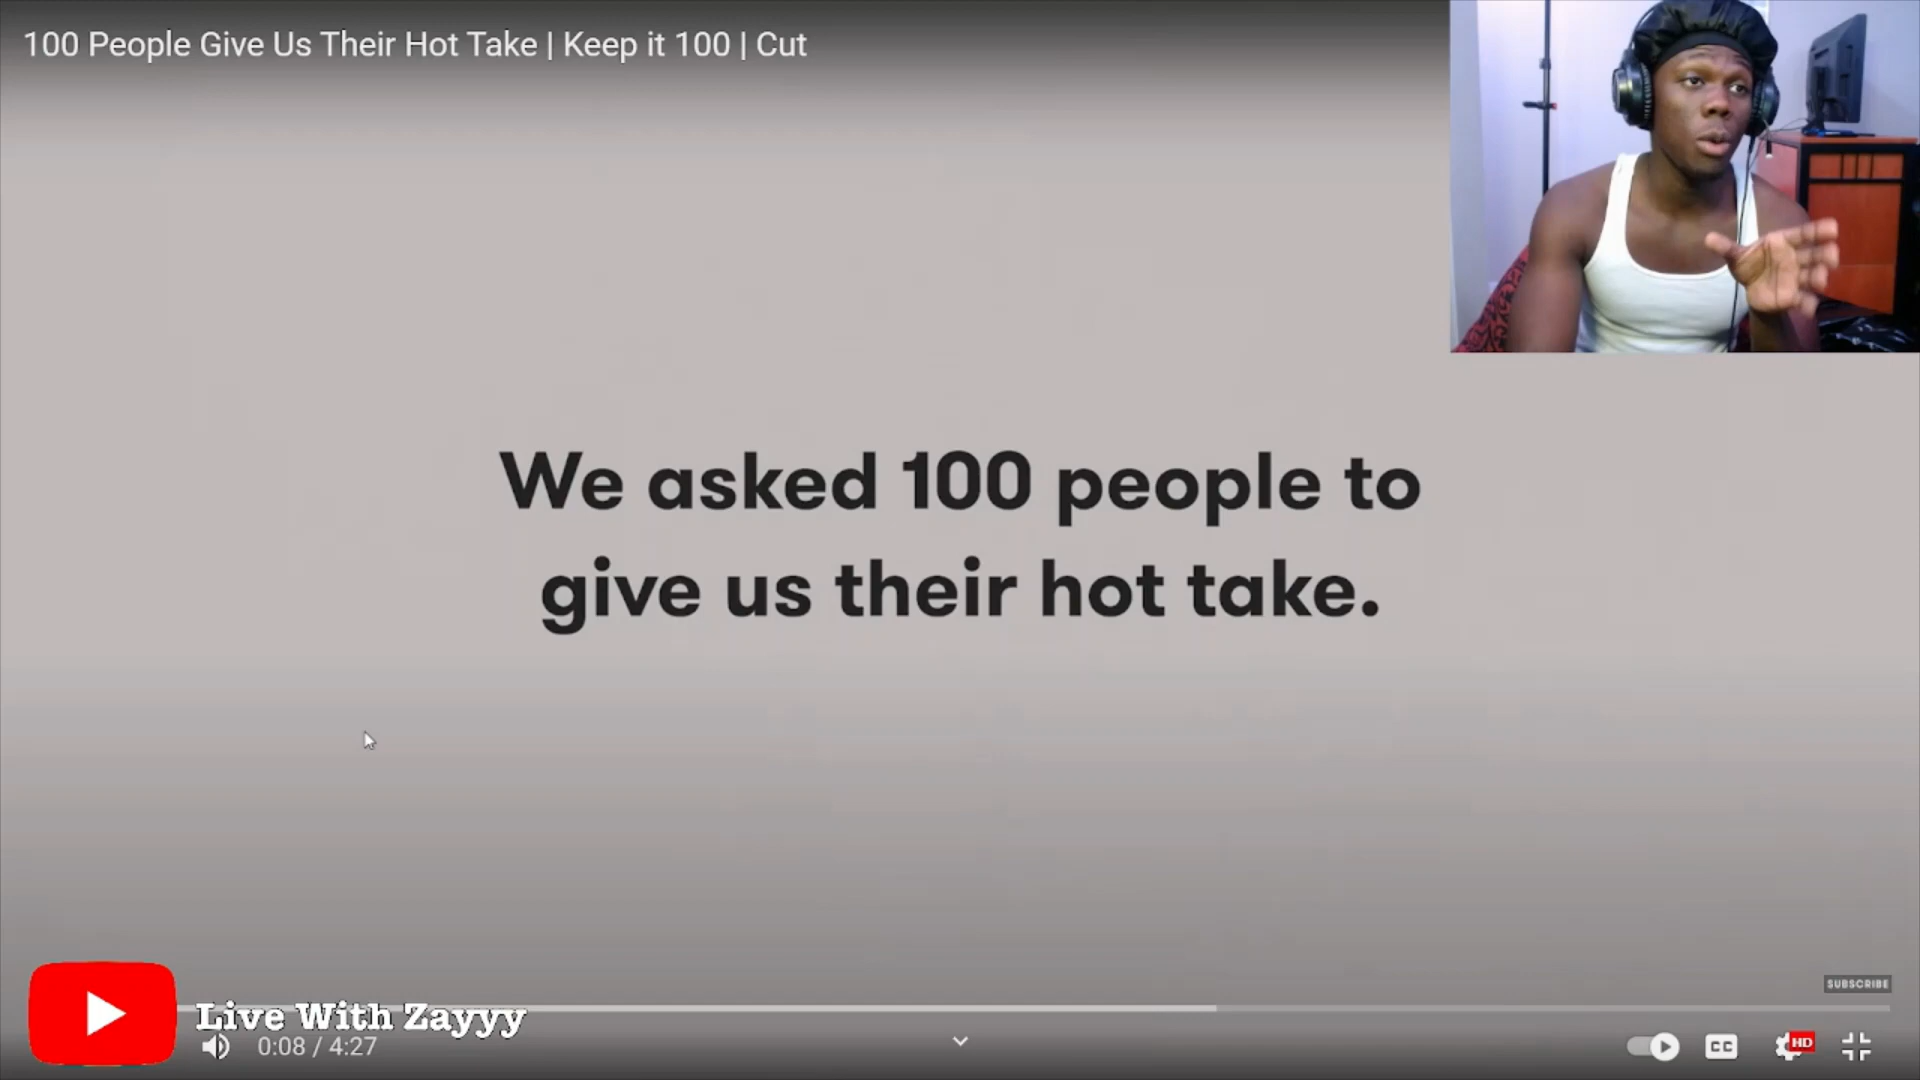 100 People Give Us Their Hot Take | Keep it 100 | Cut
We asked 100 people to
give us their hot take.
SUBSCRIBE
Live With Zayyy
0:08 / 4:27
CC
HD